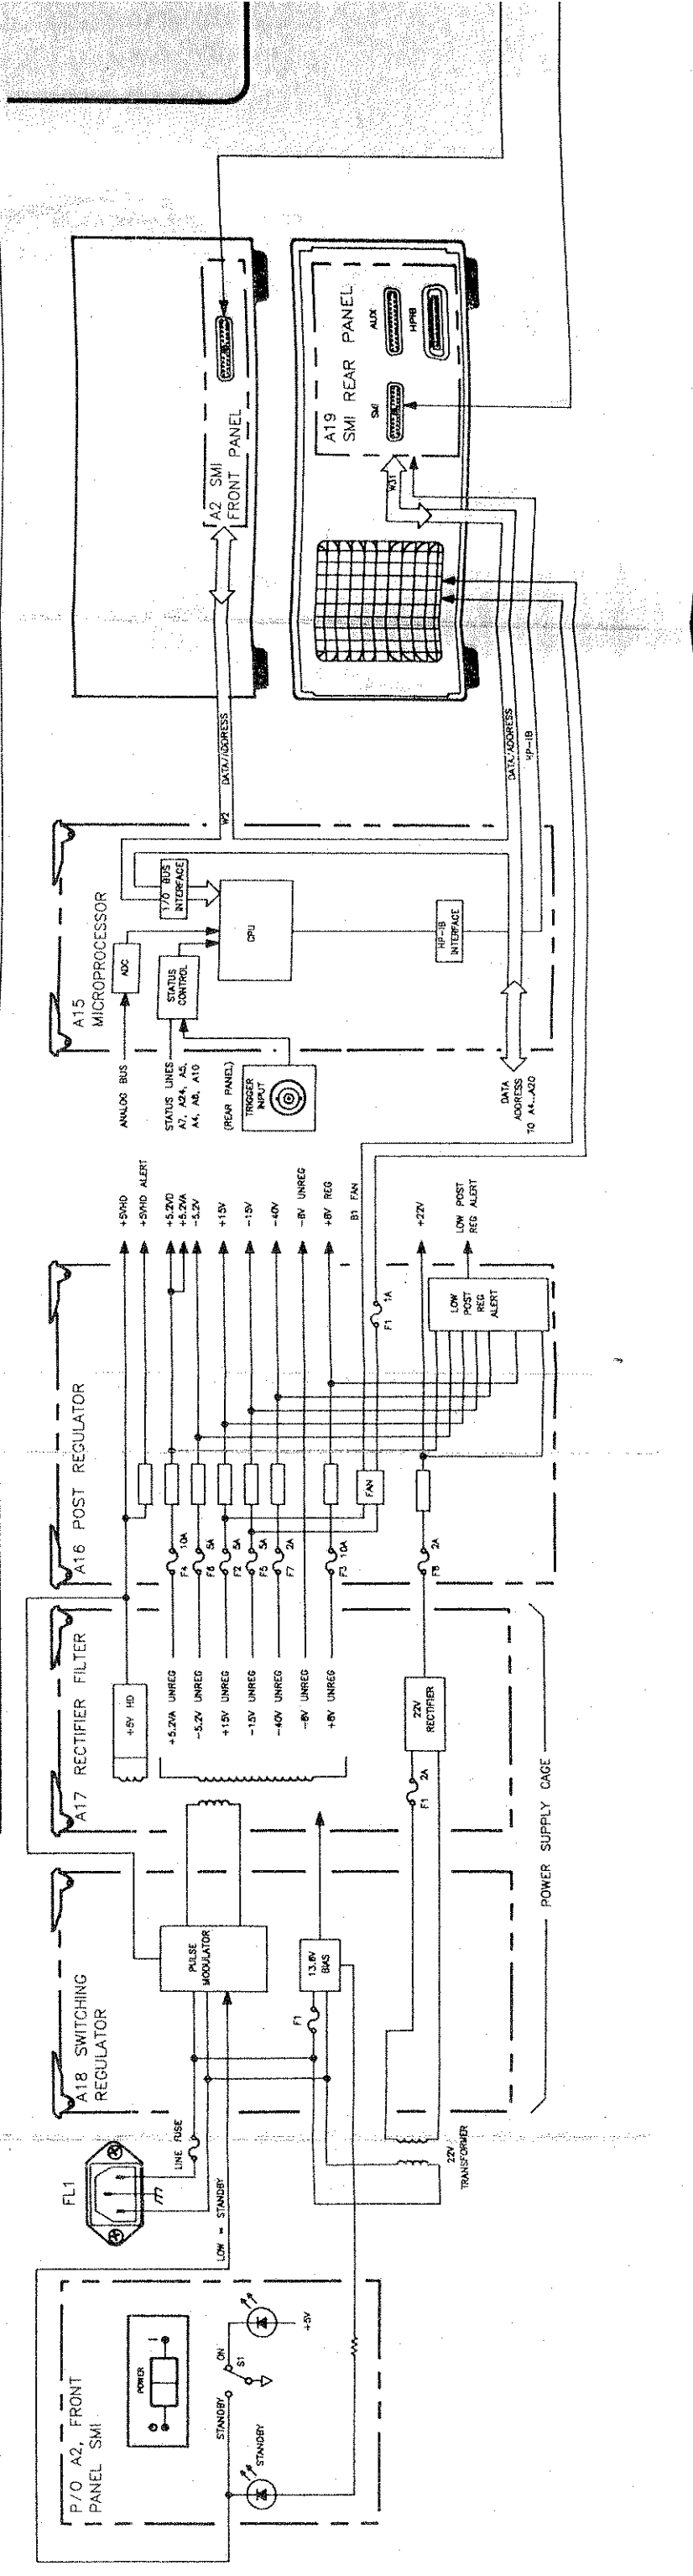 P/O A2, FRONT
PANEL SMI
POWER
STANDBY
ON
S1
STANDBY
+5V
FL1
LINE FUSE
LOW = STANDBY
22V
TRANSFORMER
A18 SWITCHING
REGULATOR
PULSE
MODULATOR
F1
13.8V
BIAS
POWER SUPPLY CAGE
A17 RECTIFIER FILTER
+5V HD
+5.2VA UNREG
-5.2V UNREG
+15V UNREG
-15V UNREG
-40V UNREG
-8V UNREG
+8V UNREG
F1
2A
22V
RECTIFIER
A16 POST REGULATOR
F4
10A
F6
5A
F2
5A
F5
5A
F7
2A
F3
10A
FAN
F8
2A
F1
1A
LOW
POST
REG
ALERT
+5VHD
+5VHD ALERT
+5.2VD
+5.2VA
-5.2V
+15V
-15V
-40V
-8V UNREG
+8V REG
B1 FAN
+22V
LOW POST
REG ALERT
A15
MICROPROCESSOR
ANALOG BUS
STATUS LINES
A7, A24, A5,
A4, A8, A10
(REAR PANEL)
TRIGGER
INPUT
ADC
STATUS
CONTROL
I/O BUS
INTERFACE
CPU
HP-IB
INTERFACE
DATA
ADDRESS
TO A4...A20
W2
DATA/ADDRESS
DATA/ADDRESS
HP-IB
A2 SMI
FRONT PANEL
A19
SMI REAR PANEL
SMI
AUX
HPIB
W31